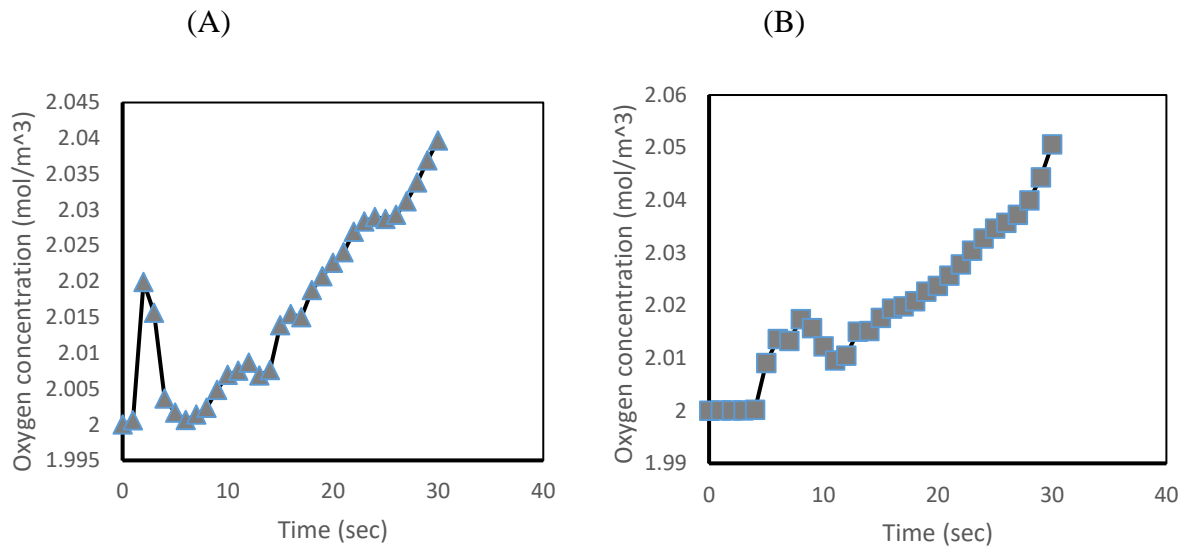 (A)
(B)
Oxygen concentration (mol/m^3)
2.045
2.04
2.035
2.03
2.025
2.02
2.015
2.01
2.005
2
1.995
0 10 20 30 40
Time (sec)
Oxygen concentration (mol/m^3)
2.06
2.05
2.04
2.03
2.02
2.01
2
1.99
0 10 20 30 40
Time (sec)